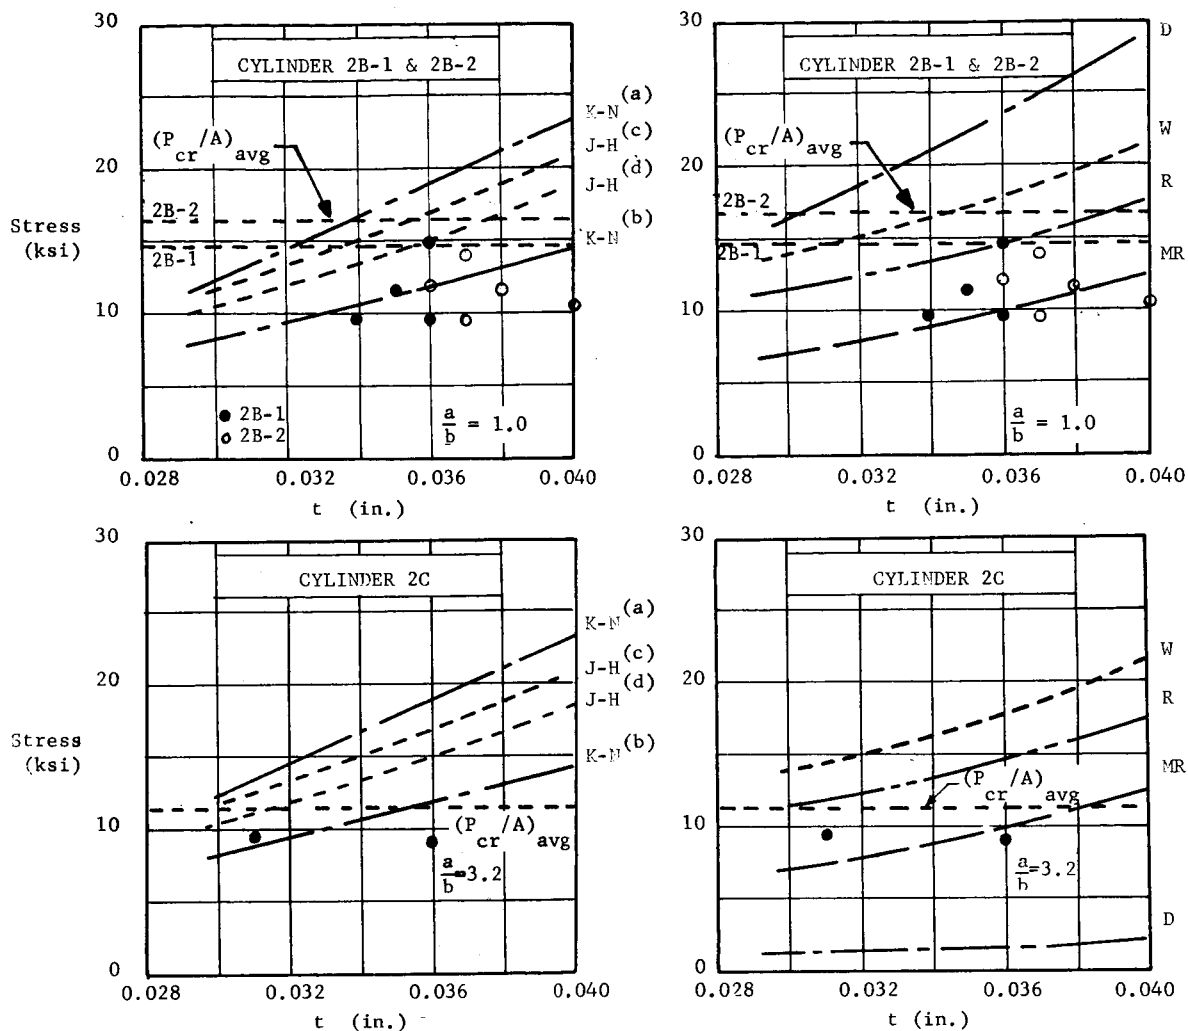 30
CYLINDER 2B-1 & 2B-2
K-N(a)
(Pcr/A)avg
J-H(c)
20
J-H(d)
2B-2
Stress
(ksi)
K-N(b)
2B-1
10
● 2B-1
○ 2B-2
a/b = 1.0
0
0.028
0.032
0.036
0.040
t (in.)
30
D
CYLINDER 2B-1 & 2B-2
W
(Pcr/A)avg
20
R
2B-2
2B-1
MR
10
a/b = 1.0
0
0.028
0.032
0.036
0.040
t (in.)
30
CYLINDER 2C
K-N(a)
J-H(c)
20
J-H(d)
Stress
(ksi)
K-N(b)
10
(Pcr/A)avg
a/b=3.2
0
0.028
0.032
0.036
0.040
t (in.)
30
CYLINDER 2C
W
20
R
MR
(Pcr/A)avg
10
a/b=3.2
D
0
0.028
0.032
0.036
0.040
t (in.)